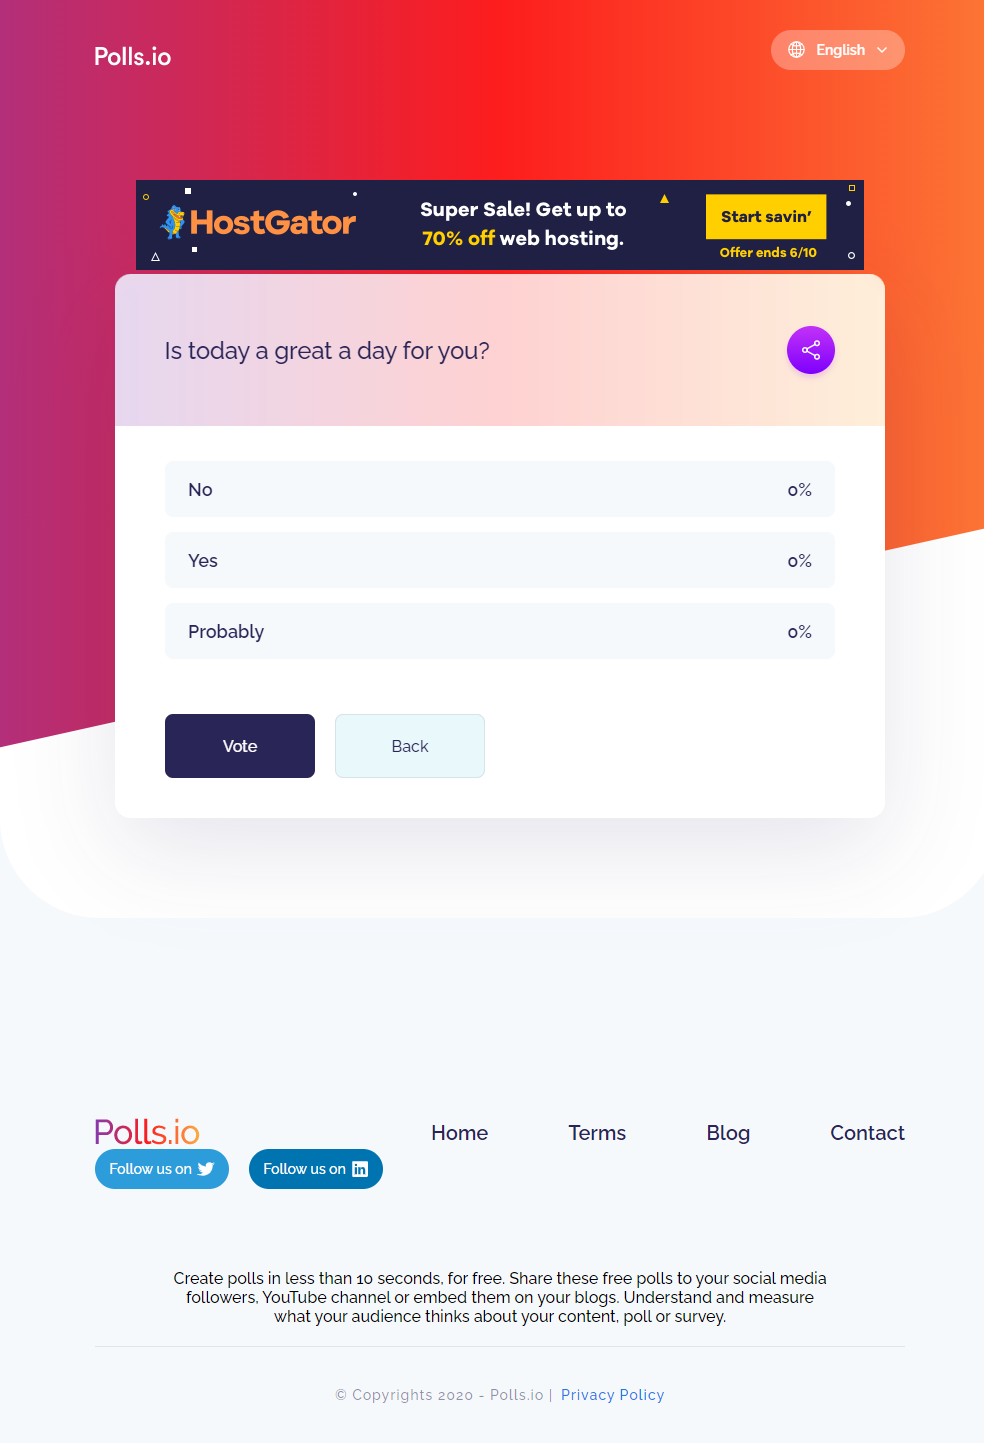 Polls.io
English
HostGator
Super Sale! Get up to
70% off web hosting.
Start savin'
Offer ends 6/10
Is today a great a day for you?
No 0%
Yes 0%
Probably 0%
Vote Back
Polls.io
Home Terms Blog Contact
Follow us on Follow us on in
Create polls in less than 10 seconds, for free. Share these free polls to your social media
followers, YouTube channel or embed them on your blogs. Understand and measure
what your audience thinks about your content, poll or survey.
© Copyrights 2020 - Polls.io | Privacy Policy